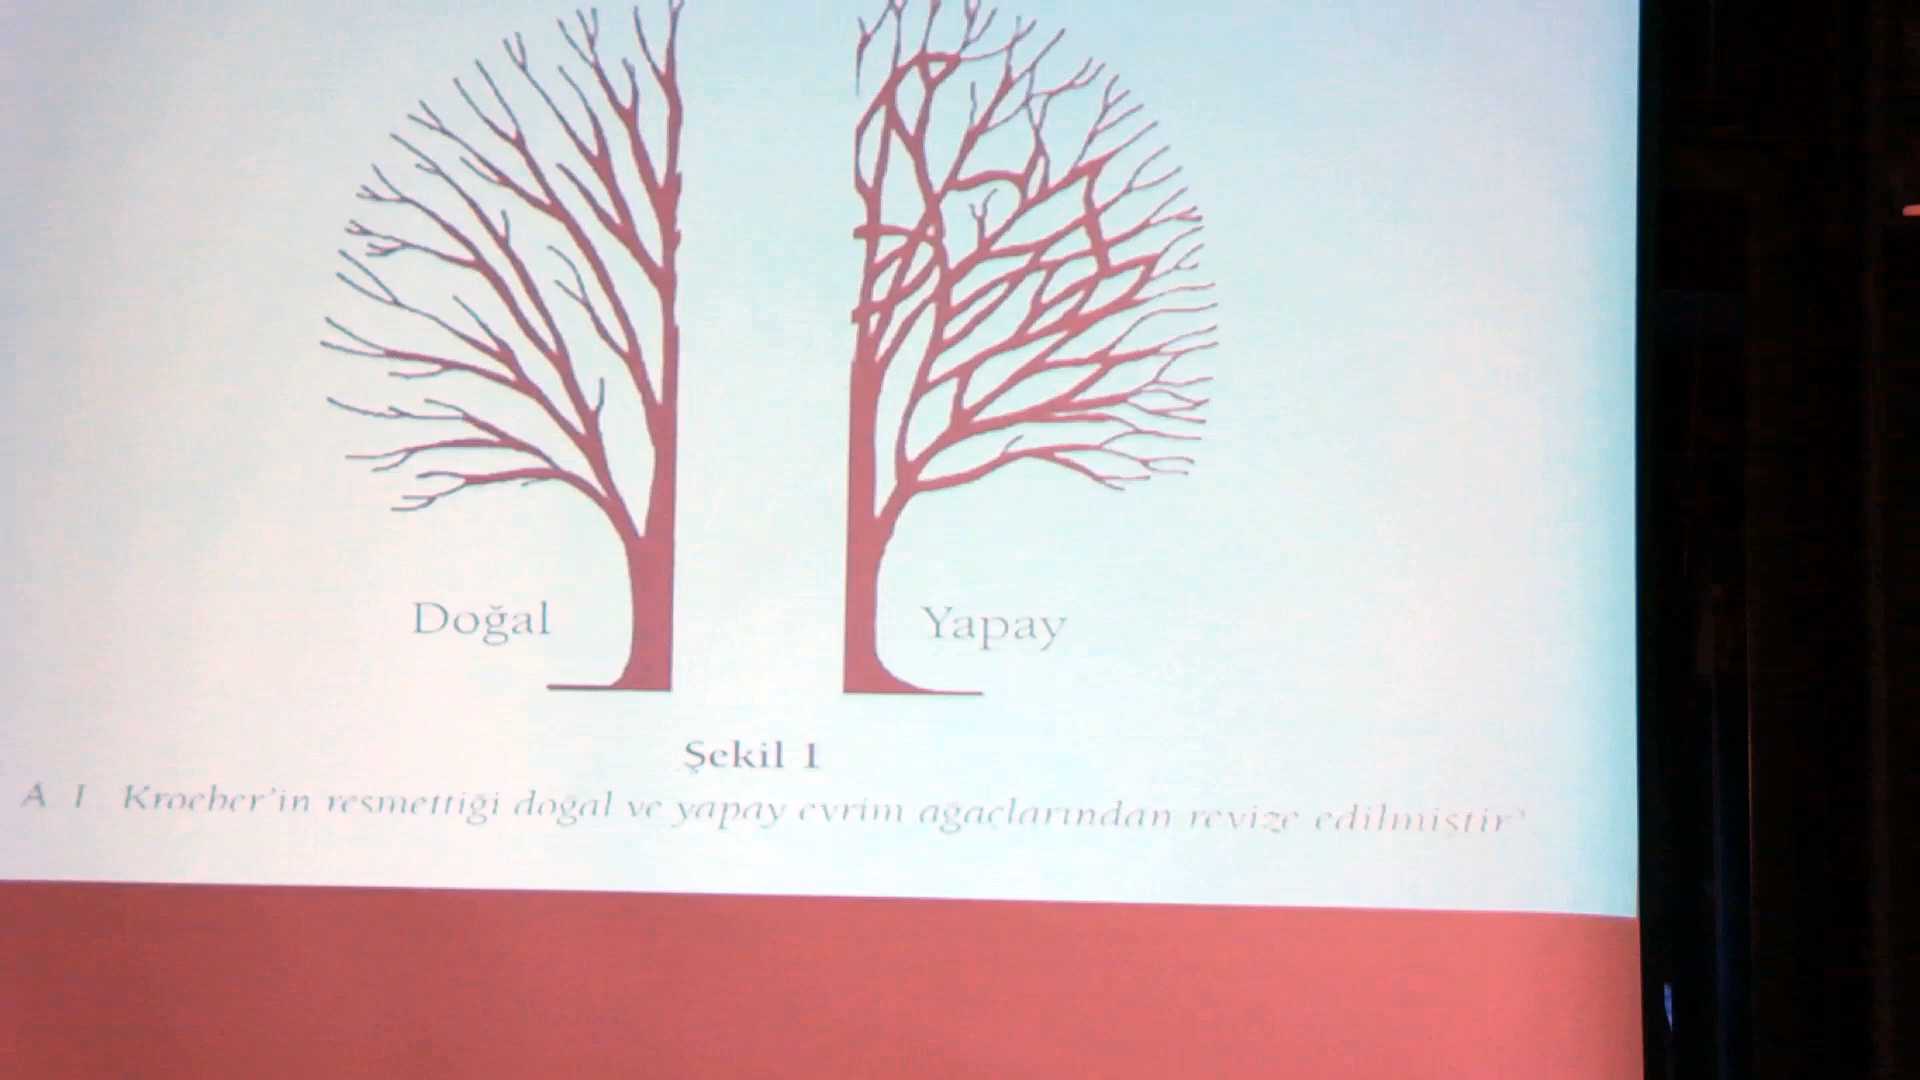 Doğal
Yapay
Şekil 1
A I Kroeber'in resmettiği doğal ve yapay evrim ağaçlarından revize edilmiştir